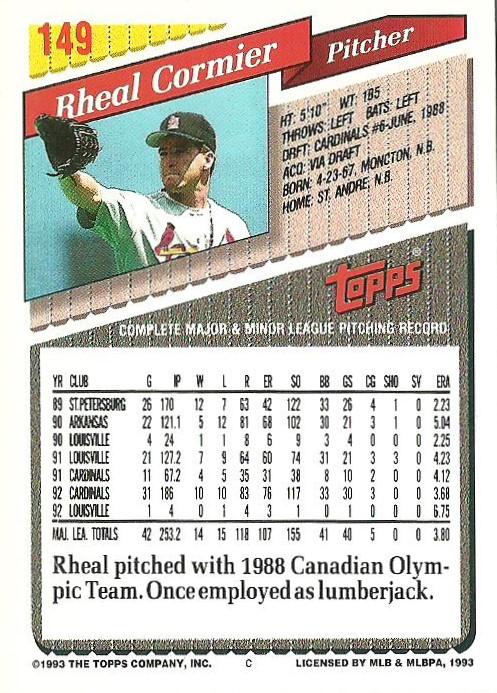 149
Rheal Cormier
Pitcher
HT: 5'10" WT: 185
THROWS: LEFT BATS: LEFT
DRFT: CARDINALS #6-JUNE, 1988
ACQ: VIA DRAFT
BORN: 4-23-67, MONCTON, N.B.
HOME: ST. ANDRE, N.B.
TOPPS®
COMPLETE MAJOR & MINOR LEAGUE PITCHING RECORD
YR CLUB G IP W L R ER SO BB GS CG SHO SV ERA
89 ST.PETERSBURG 26 170 12 7 63 42 122 33 26 4 1 0 2.23
90 ARKANSAS 22 121.1 5 12 81 68 102 30 21 3 1 0 5.04
90 LOUISVILLE 4 24 1 1 8 6 9 3 4 0 0 0 2.25
91 LOUISVILLE 21 127.2 7 9 64 60 74 31 21 3 3 0 4.23
91 CARDINALS 11 67.2 4 5 35 31 38 8 10 2 0 0 4.12
92 CARDINALS 31 186 10 10 83 76 117 33 30 3 0 0 3.68
92 LOUISVILLE 1 4 0 1 4 3 1 0 1 0 0 0 6.75
MAJ. LEA. TOTALS 42 253.2 14 15 118 107 155 41 40 5 0 0 3.80
Rheal pitched with 1988 Canadian Olym-
pic Team. Once employed as lumberjack.
©1993 THE TOPPS COMPANY, INC. C LICENSED BY MLB & MLBPA, 1993